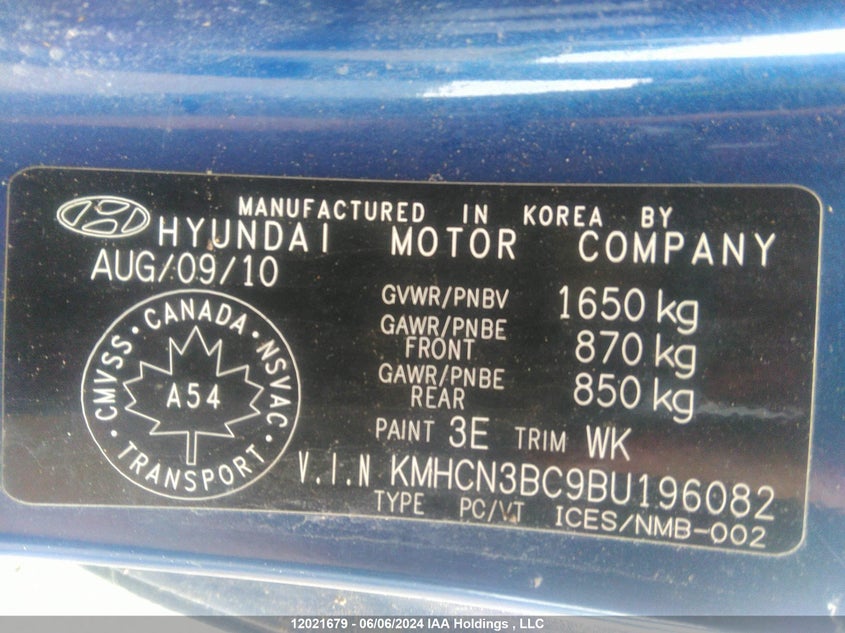 MANUFACTURED IN KOREA BY
HYUNDAI MOTOR COMPANY
AUG/09/10
GVWR/PNBV 1650 kg
GAWR/PNBE
FRONT 870 kg
GAWR/PNBE
REAR 850 kg
PAINT 3E TRIM WK
V.I.N KMHCN3BC9BU196082
TYPE PC/VT ICES/NMB-002
CMVSS • CANADA • NSVAC • TRANSPORT •
A54
12021679 - 06/06/2024 IAA Holdings , LLC